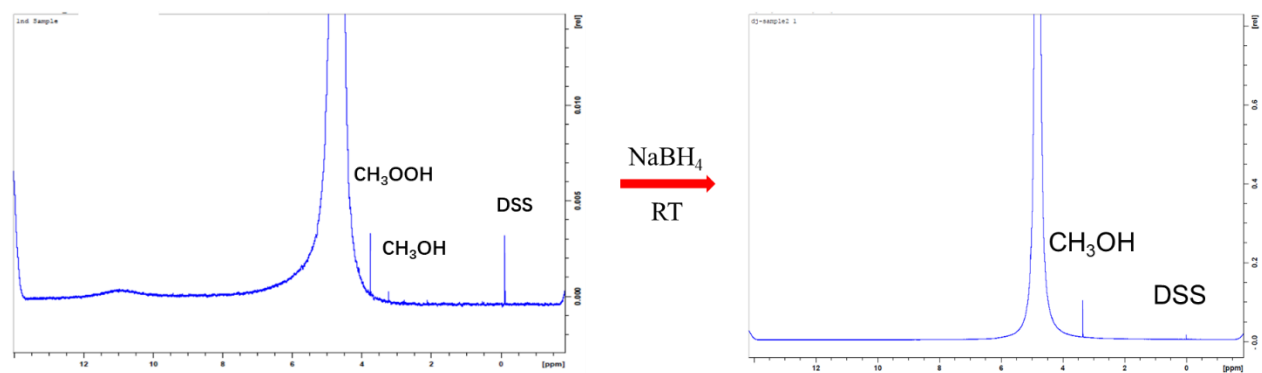 1nd Sample
CH₃OOH
CH₃OH
DSS
0.010
0.005
0.000
[rel]
12
10
8
6
4
2
0
[ppm]
NaBH₄
RT
dj-sample2 1
CH₃OH
DSS
[rel]
0.6
0.4
0.2
- 0.0
12
10
8
6
4
2
0
[ppm]